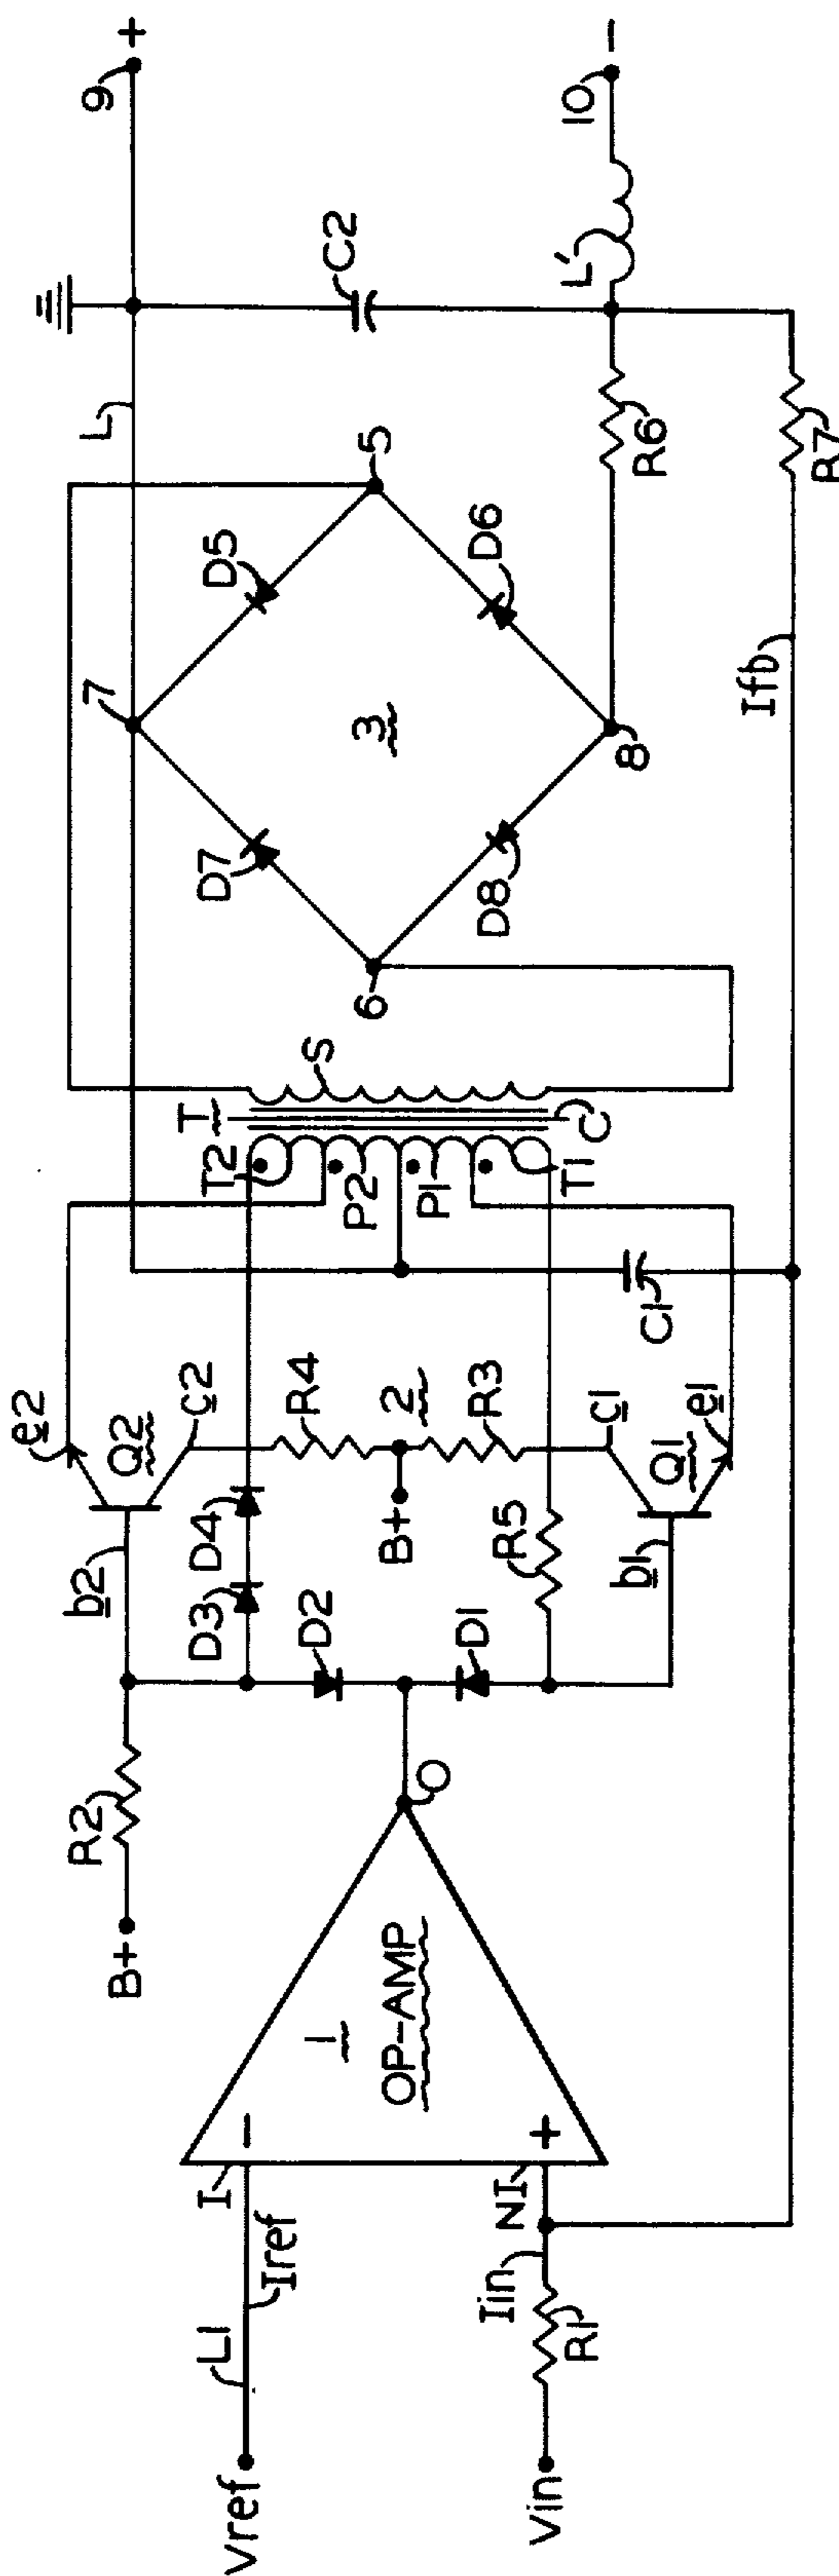 Vref
L1
Iref
I
−
1
OP-AMP
+
NI
Vin
R1
Iin
O
B+
R2
b2
e2
Q2
c2
D3
D4
D2
D1
R4
B+
2
R3
R5
c1
b1
Q1
e1
T2
P2
P1
T1
C1
T
S
C
7
L
D7
D5
3
6
5
D8
D6
8
Ifb
R6
R7
C2
L'
9
+
10
−